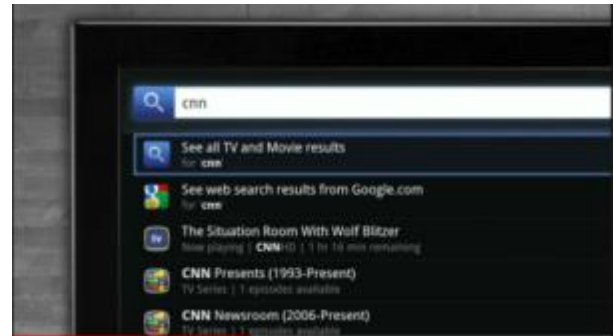 cnn
See all TV and Movie results
for cnn
See web search results from Google.com
for cnn
tv
The Situation Room With Wolf Blitzer
Now playing | CNNHD | 1 hr 16 min remaining
CNN Presents (1993-Present)
TV Series | 1 episodes available
CNN Newsroom (2006-Present)
TV Series | 1 episodes available